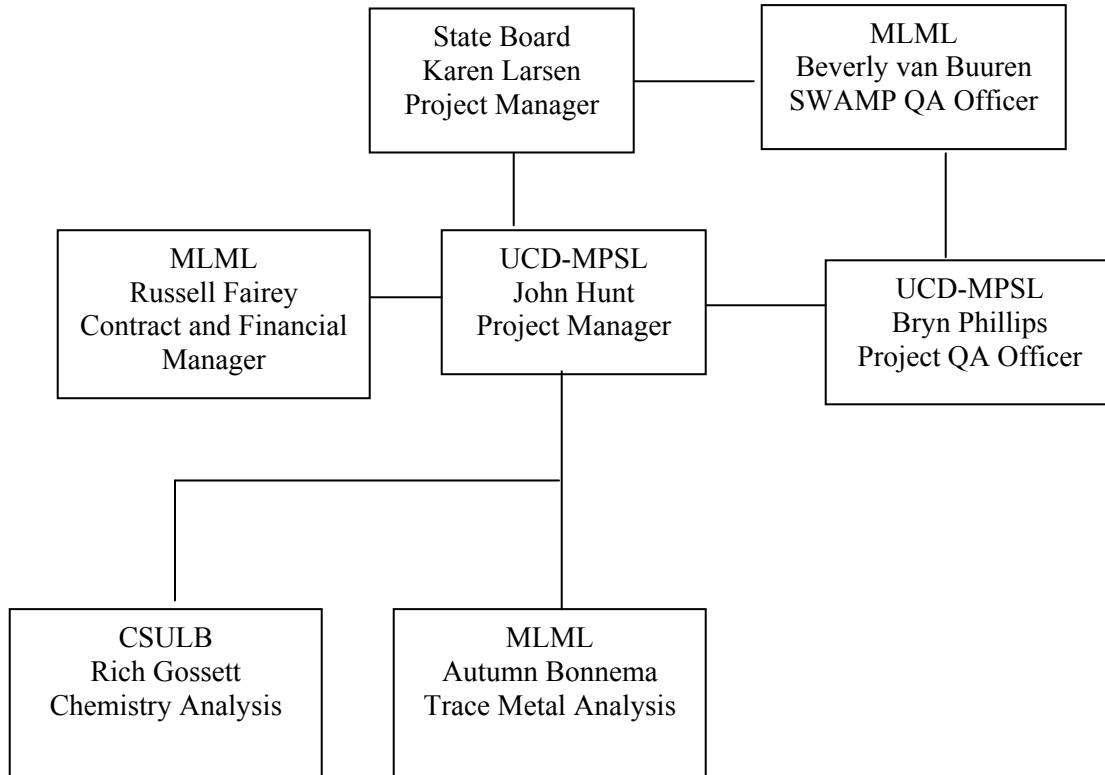 State Board
Karen Larsen
Project Manager
MLML
Beverly van Buuren
SWAMP QA Officer
MLML
Russell Fairey
Contract and Financial
Manager
UCD-MPSL
John Hunt
Project Manager
UCD-MPSL
Bryn Phillips
Project QA Officer
CSULB
Rich Gossett
Chemistry Analysis
MLML
Autumn Bonnema
Trace Metal Analysis